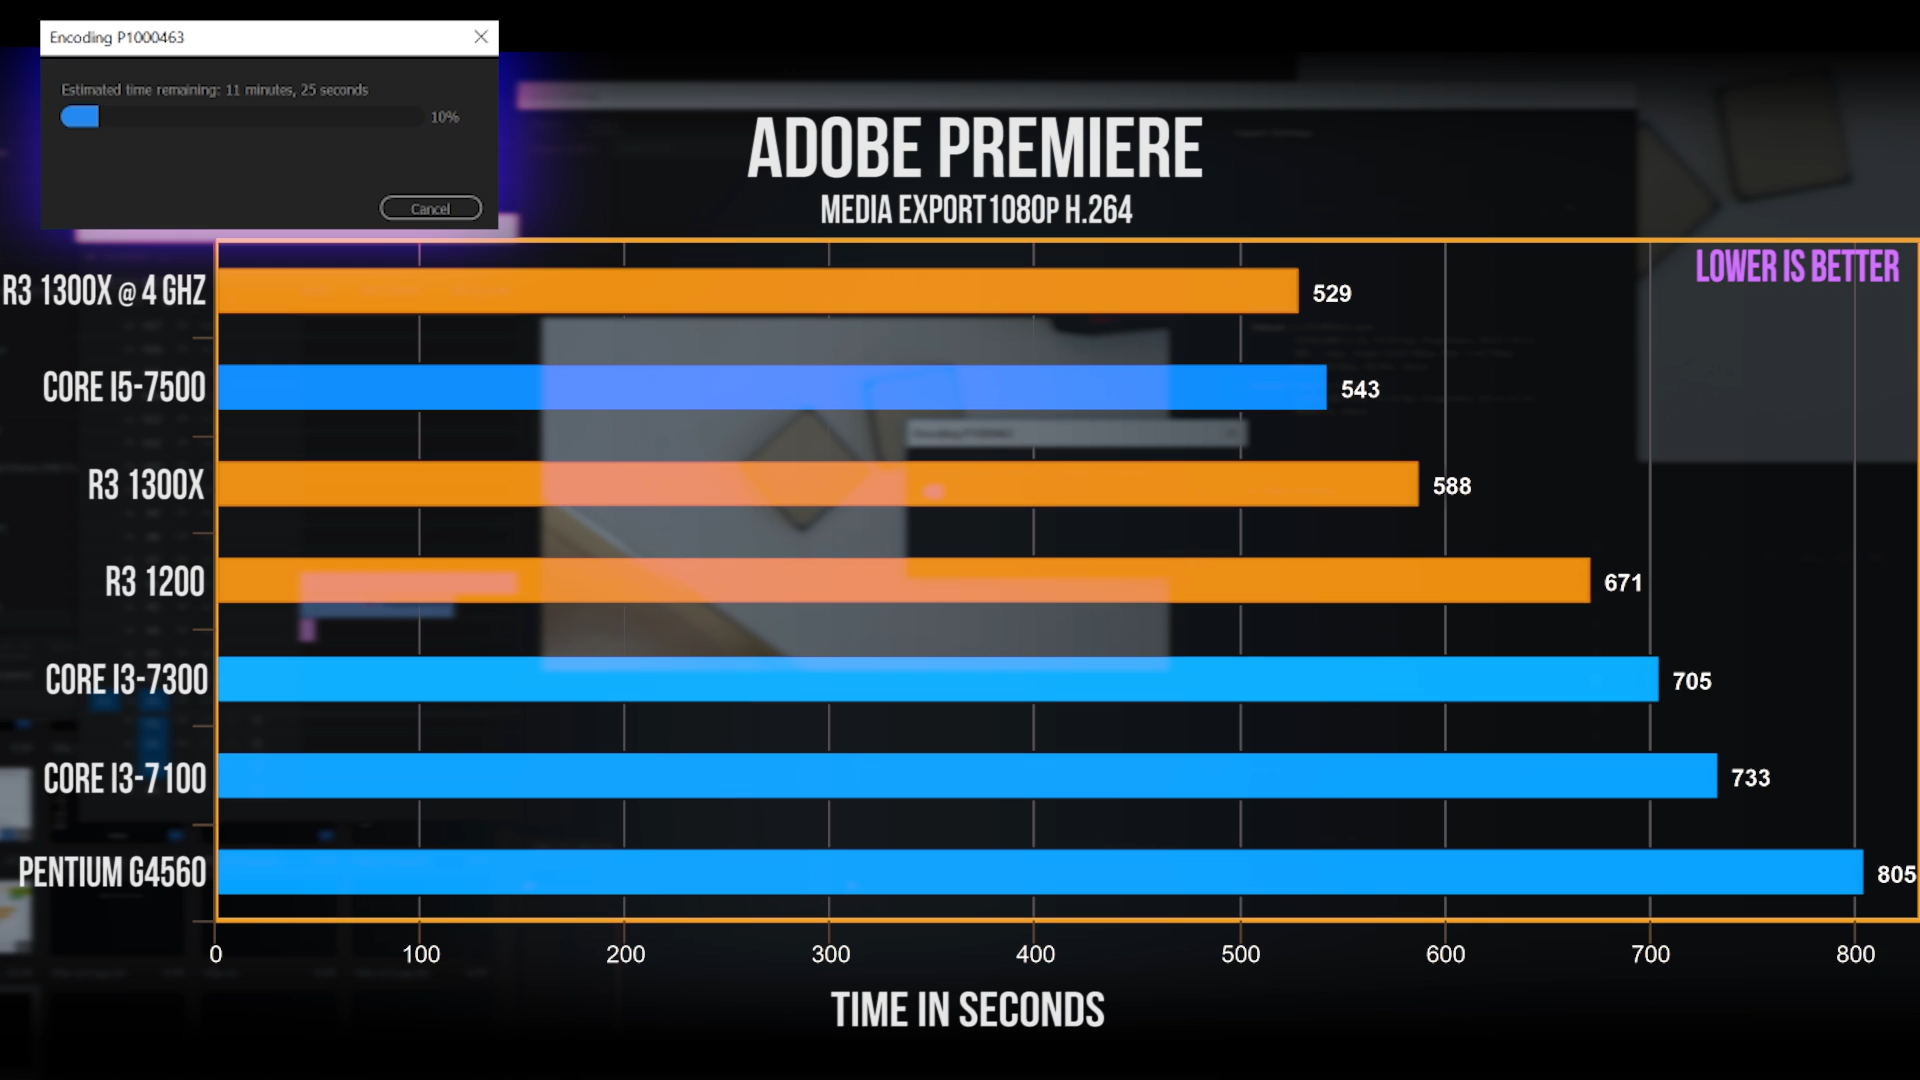 Encoding P1000463
Estimated time remaining: 11 minutes, 25 seconds
10%
Cancel
ADOBE PREMIERE
MEDIA EXPORT 1080P H.264
LOWER IS BETTER
R3 1300X @ 4 GHZ 529
CORE I5-7500 543
R3 1300X 588
R3 1200 671
CORE I3-7300 705
CORE I3-7100 733
PENTIUM G4560 805
0 100 200 300 400 500 600 700 800
TIME IN SECONDS